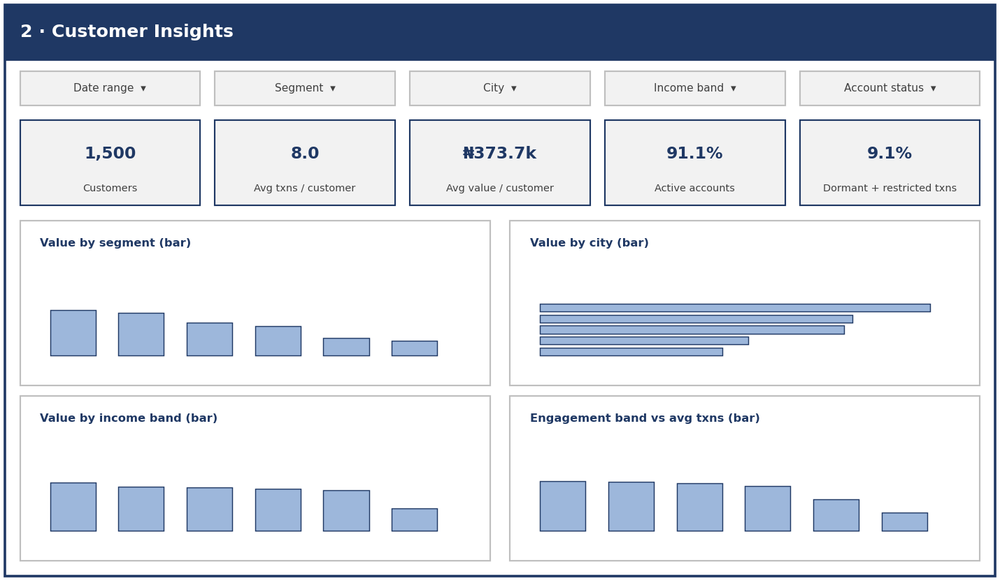 2 · Customer Insights
Date range ▾
Segment ▾
City ▾
Income band ▾
Account status ▾
1,500
Customers
8.0
Avg txns / customer
₦373.7k
Avg value / customer
91.1%
Active accounts
9.1%
Dormant + restricted txns
Value by segment (bar)
Value by city (bar)
Value by income band (bar)
Engagement band vs avg txns (bar)